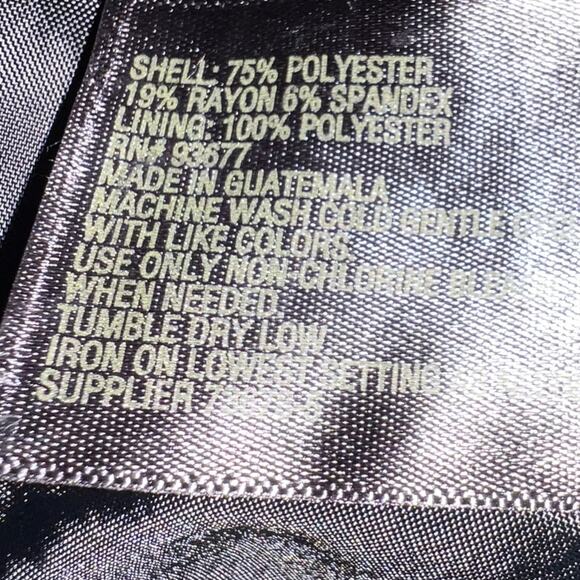 SHELL: 75% POLYESTER
19% RAYON 6% SPANDEX
LINING: 100% POLYESTER
RN# 93677
MADE IN GUATEMALA
MACHINE WASH COLD GENTLE
WITH LIKE COLORS.
USE ONLY NON-CHLORINE
WHEN NEEDED.
TUMBLE DRY LOW
IRON ON LOWEST SETTING
SUPPLIER